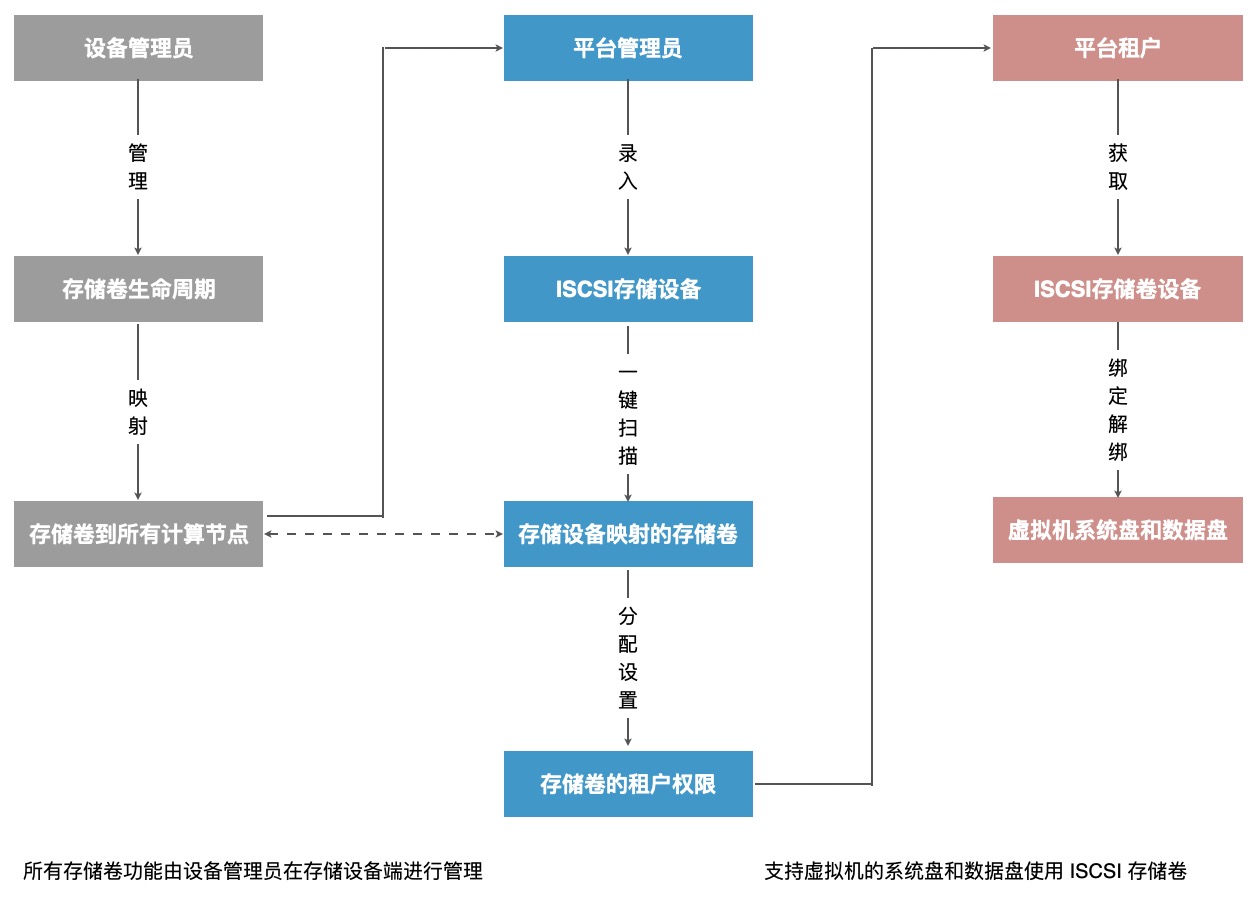 设备管理员
管理
存储卷生命周期
映射
存储卷到所有计算节点
平台管理员
录入
ISCSI存储设备
一键扫描
存储设备映射的存储卷
分配设置
存储卷的租户权限
平台租户
获取
ISCSI存储卷设备
绑定解绑
虚拟机系统盘和数据盘
所有存储卷功能由设备管理员在存储设备端进行管理
支持虚拟机的系统盘和数据盘使用 ISCSI 存储卷